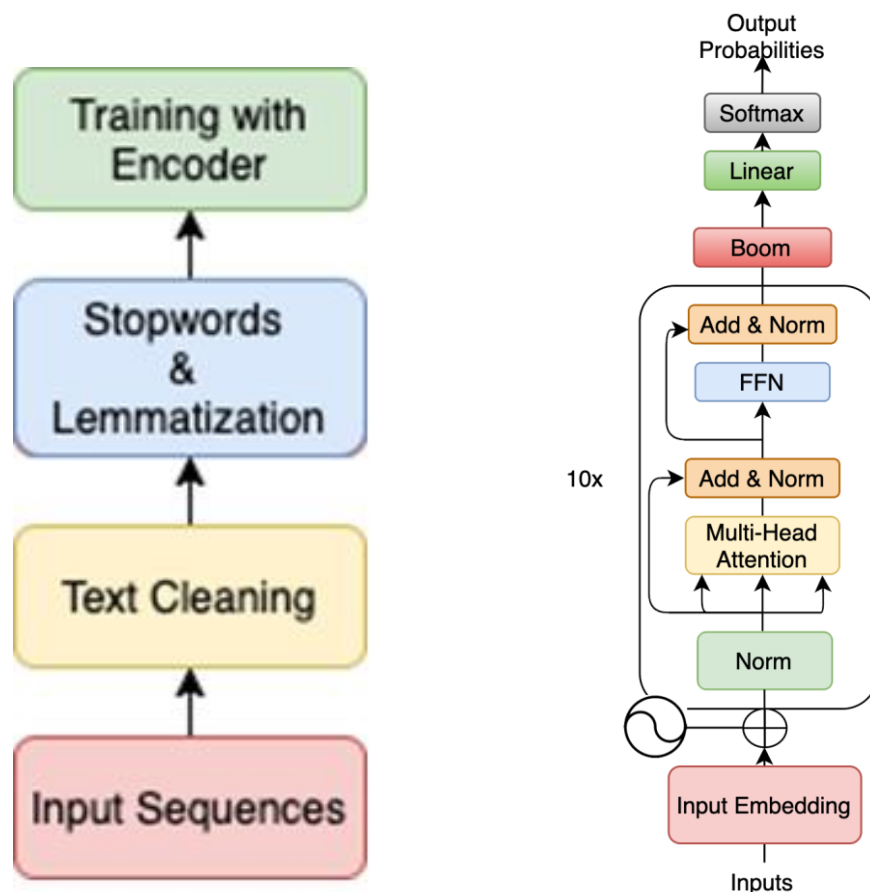 Training with
Encoder
Stopwords
&
Lemmatization
Text Cleaning
Input Sequences
Output
Probabilities
Softmax
Linear
Boom
Add & Norm
FFN
10x
Add & Norm
Multi-Head
Attention
Norm
Input Embedding
Inputs